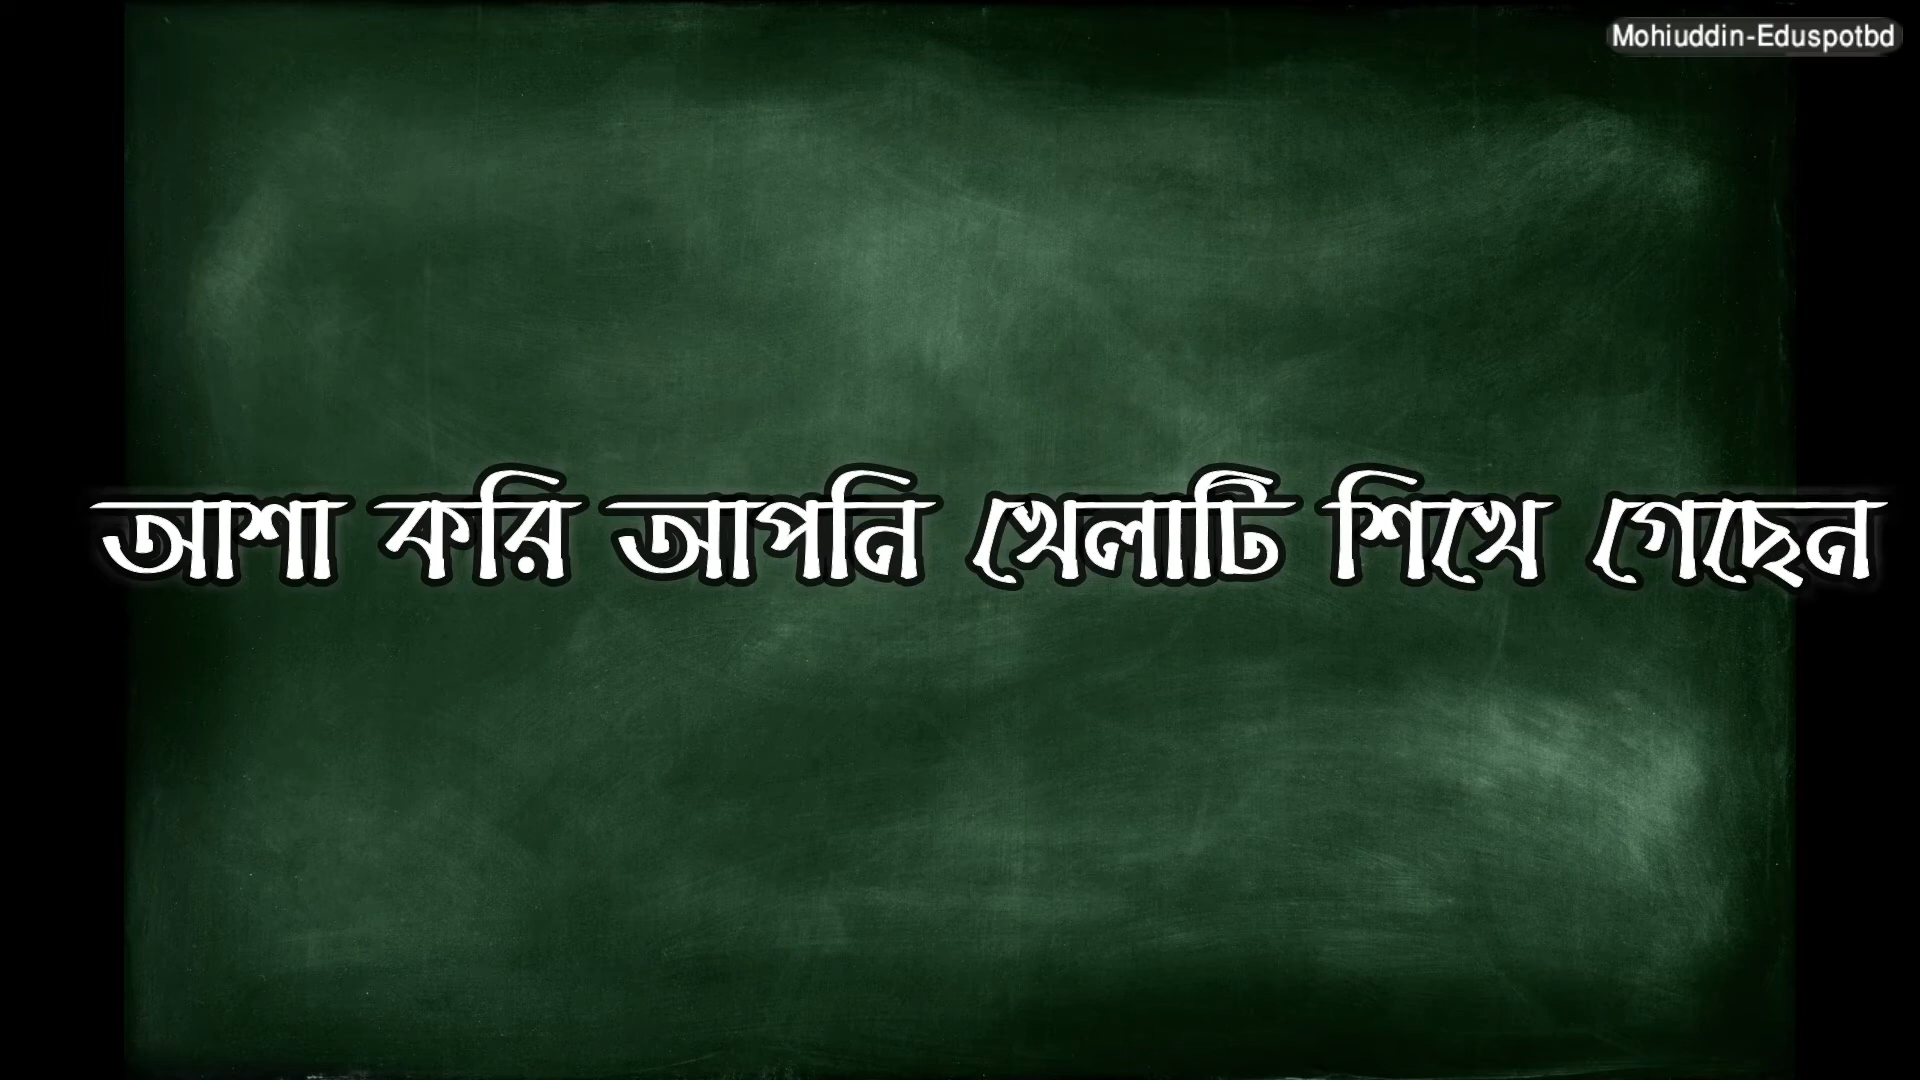 Mohiuddin-Eduspotbd
আশা করি আপনি খেলাটি শিখে গেছেন